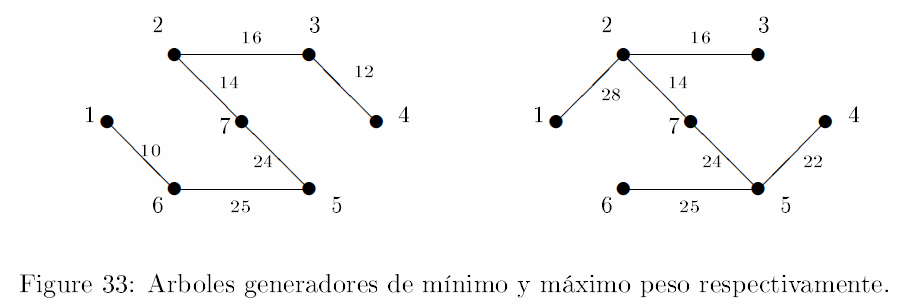 2 3 2 3
16 16
12
14 14
28
1 7 4 1 7 4
10 24 24 22
6 25 5 6 25 5
Figure 33: Arboles generadores de mínimo y máximo peso respectivamente.